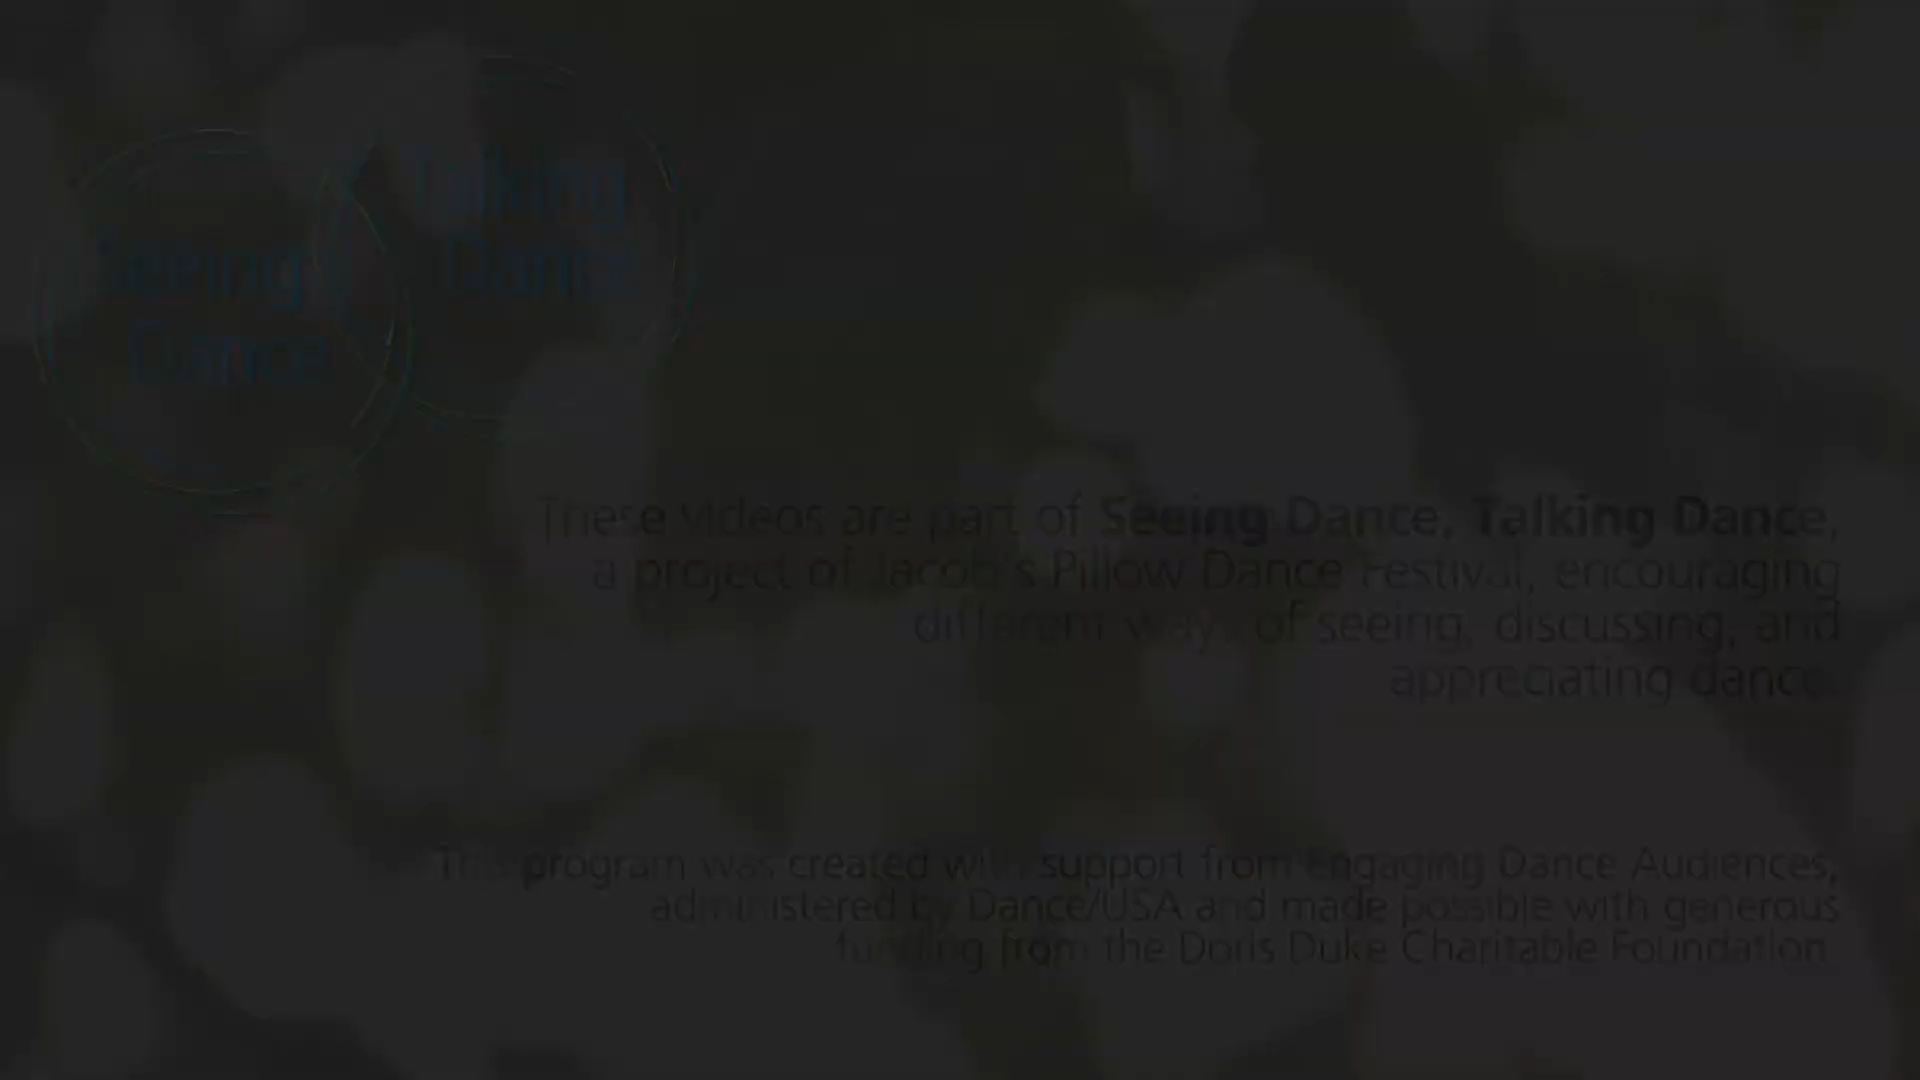 Talking
Dance
Seeing
Dance
These videos are part of Seeing Dance, Talking Dance,
a project of Jacob's Pillow Dance Festival, encouraging
different ways of seeing, discussing, and
appreciating dance.
This program was created with support from Engaging Dance Audiences,
administered by Dance/USA and made possible with generous
funding from the Doris Duke Charitable Foundation.